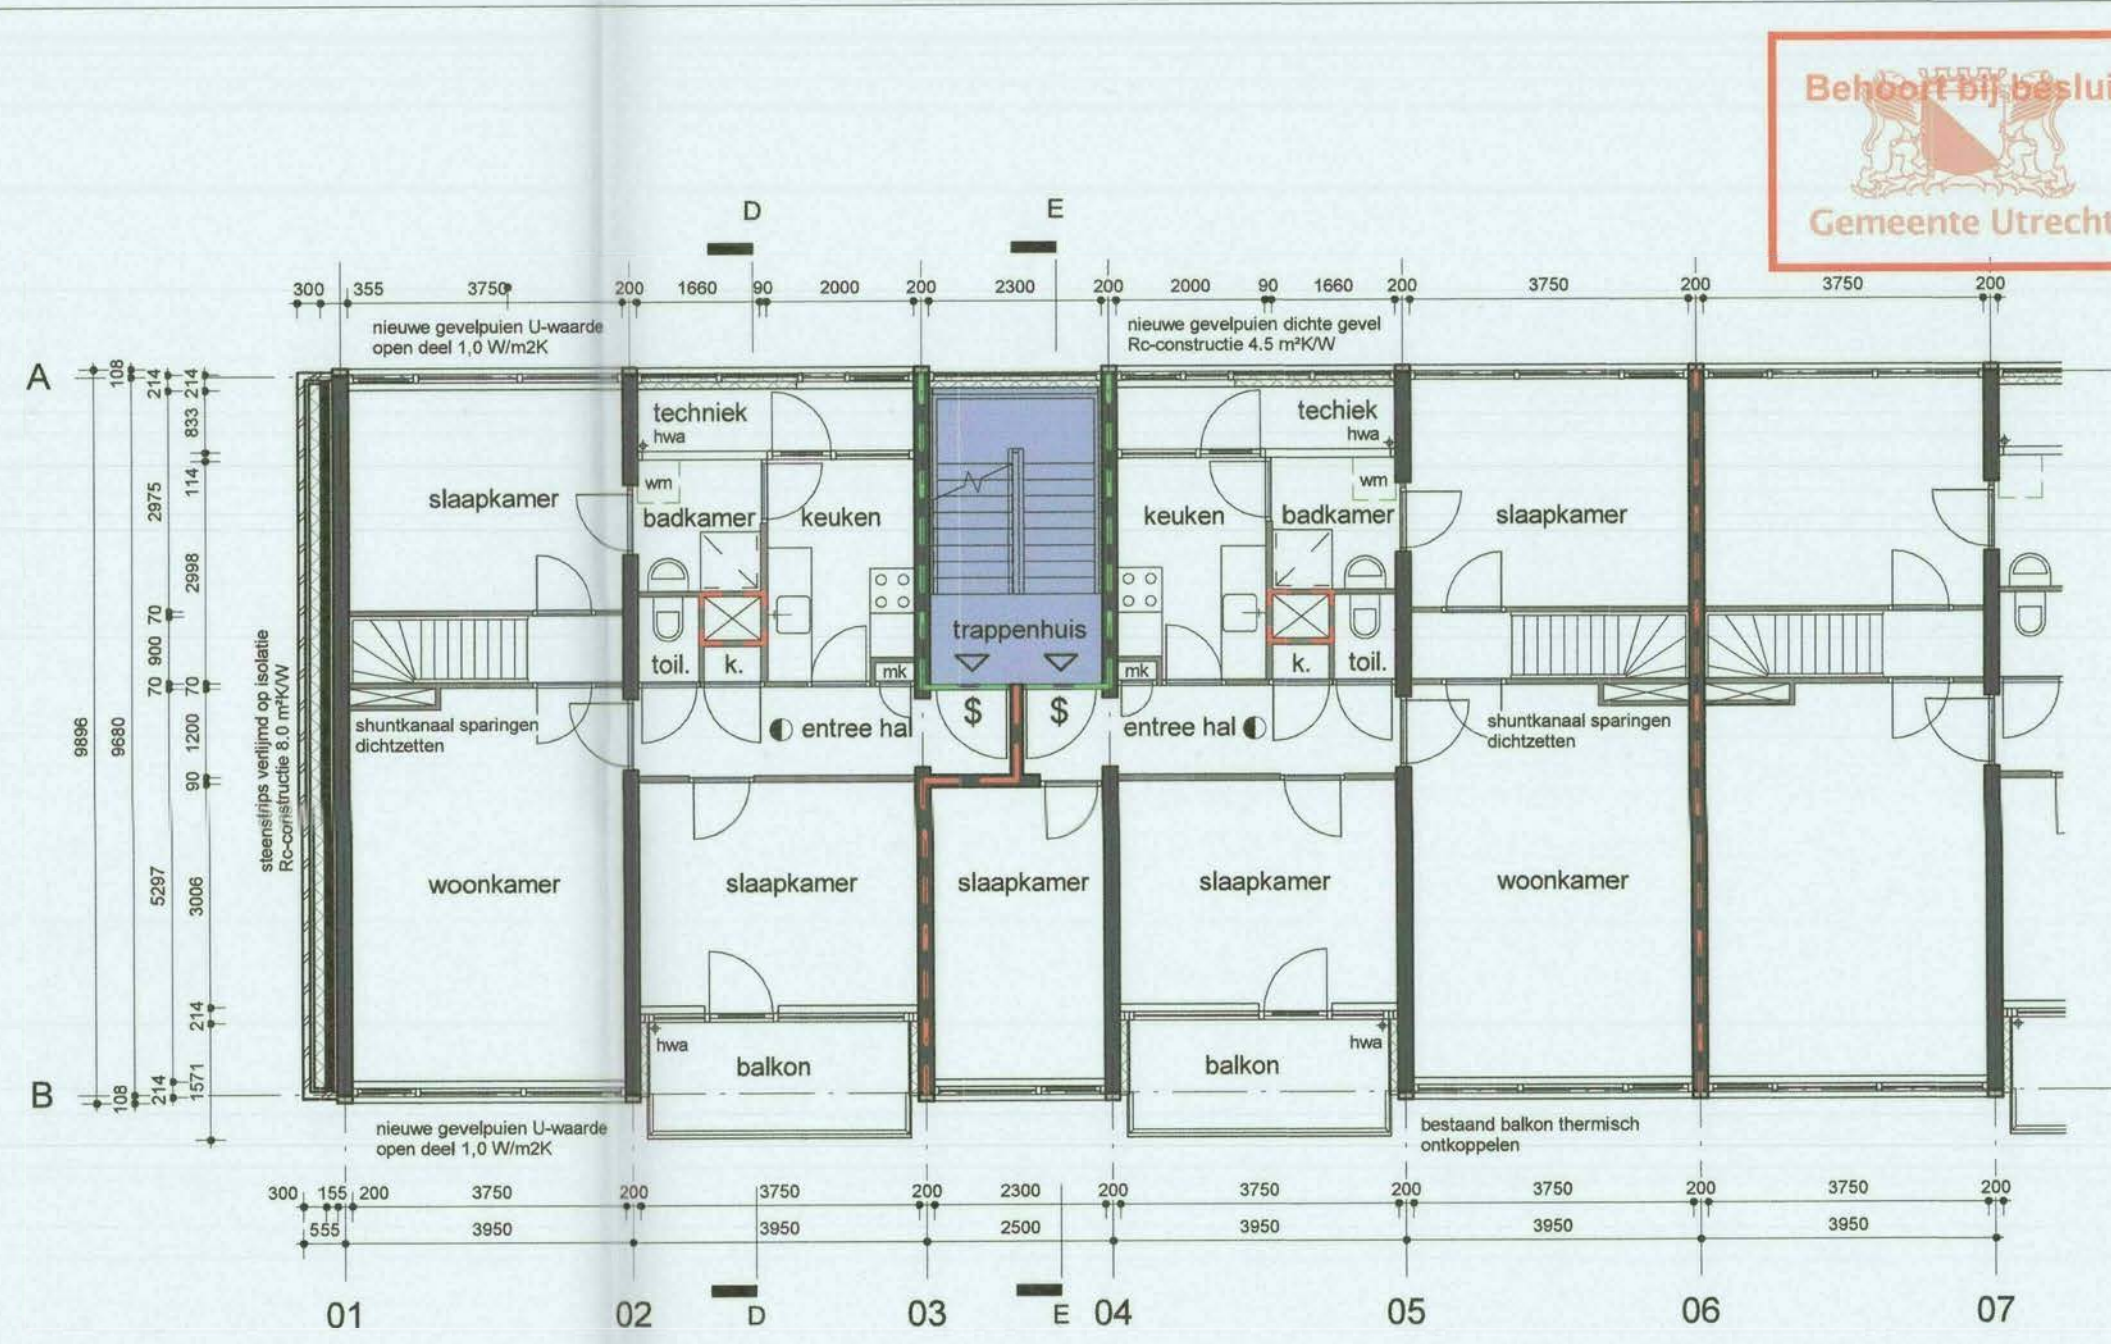 Behoort bij beslui
Gemeente Utrecht
D
E
300
355
3750
200
1660
90
2000
200
2300
200
2000
90
1660
200
3750
200
3750
200
nieuwe gevelpuien U-waarde
open deel 1,0 W/m2K
nieuwe gevelpuien dichte gevel
Rc-constructie 4.5 m²K/W
A
108
214
214
833
114
2975
2998
70
900
70
70
9896
9680
1200
90
5297
3006
214
108
214
1571
B
steenstrips verlijmd op isolatie
Rc-constructie 8.0 m²K/W
techniek
hwa
techiek
hwa
slaapkamer
wm
badkamer
keuken
keuken
wm
badkamer
slaapkamer
trappenhuis
toil.
k.
mk
mk
k.
toil.
shuntkanaal sparingen
dichtzetten
entree hal
$
$
entree hal
shuntkanaal sparingen
dichtzetten
woonkamer
slaapkamer
slaapkamer
slaapkamer
woonkamer
hwa
balkon
balkon
hwa
nieuwe gevelpuien U-waarde
open deel 1,0 W/m2K
bestaand balkon thermisch
ontkoppelen
300
155
200
3750
200
3750
200
2300
200
3750
200
3750
200
3750
200
555
3950
3950
2500
3950
3950
3950
01
02
D
03
E
04
05
06
07